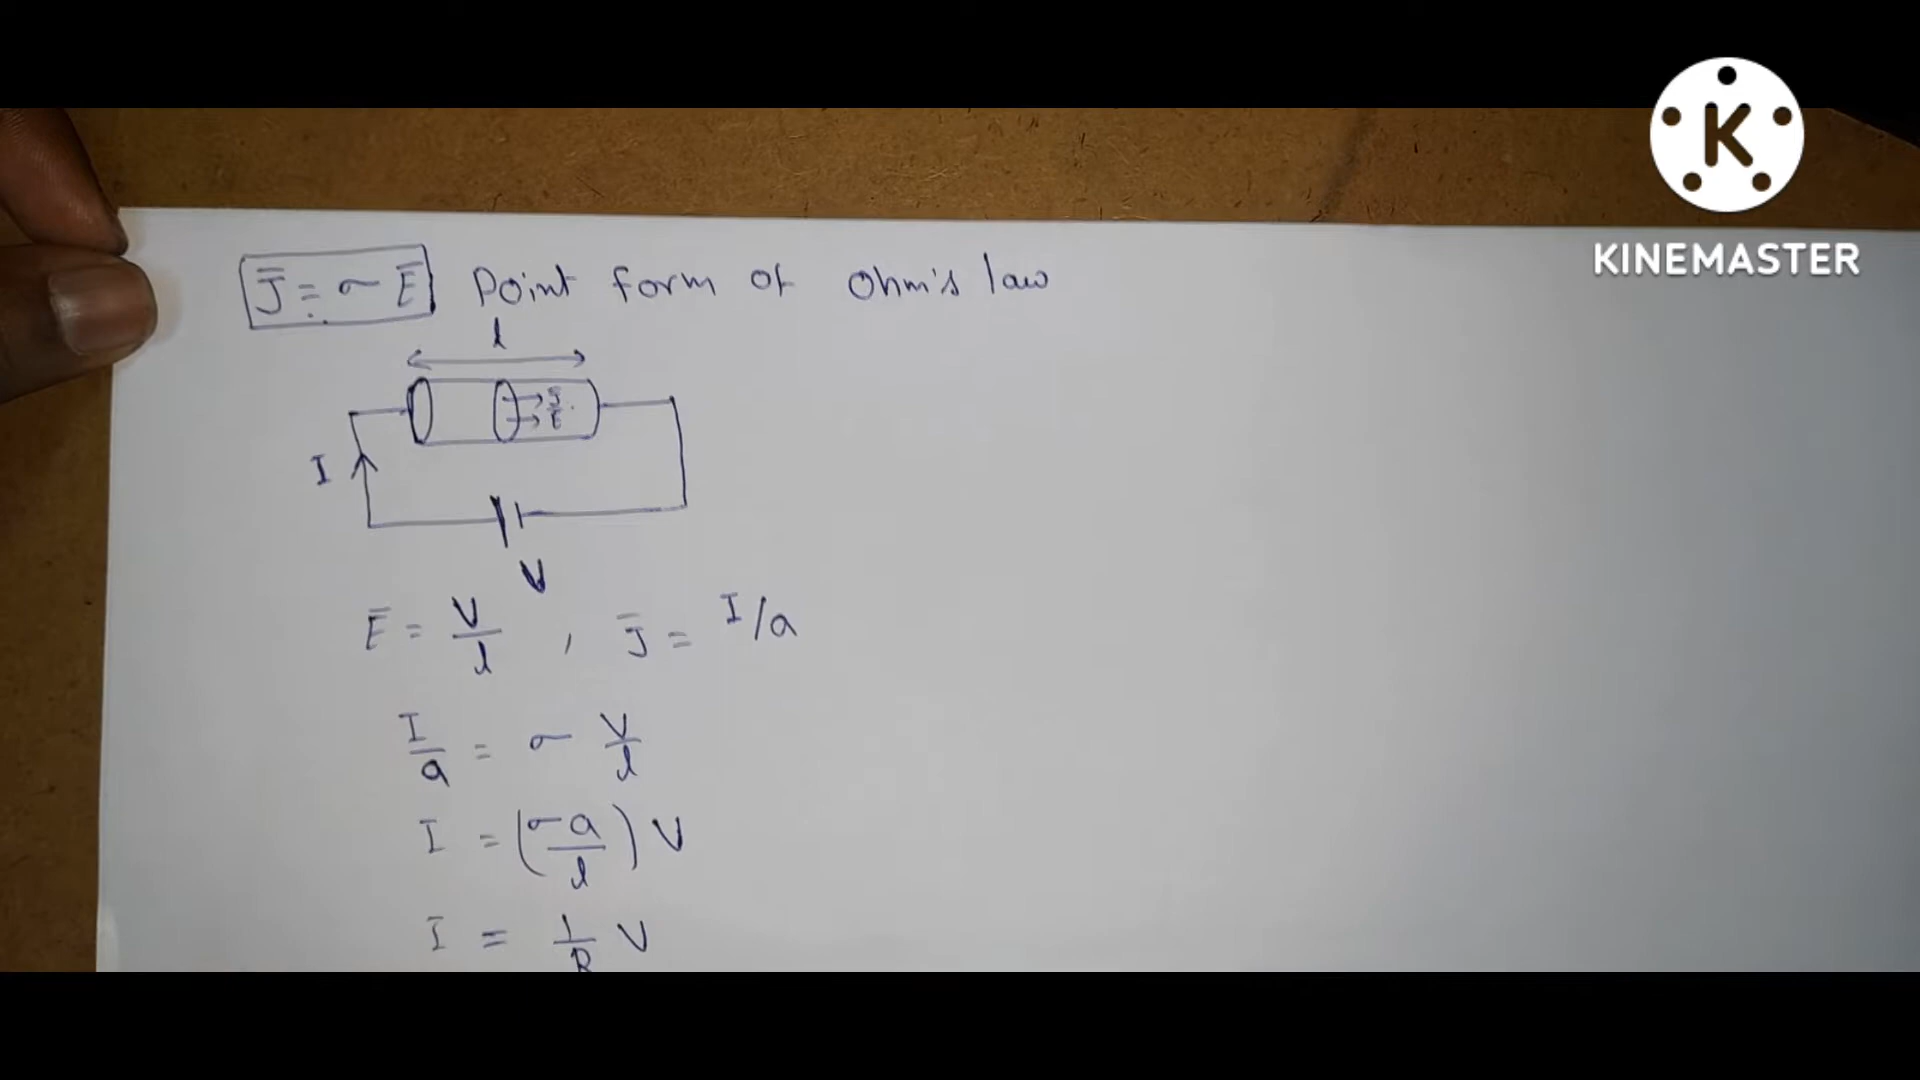 J̄ = σ Ē Point form of Ohm's law
l
J̄
Ē
I
V
Ē = V/l , J̄ = I/a
I/a = σ V/l
I = (σa/l) V
I = 1/R V
K
KINEMASTER